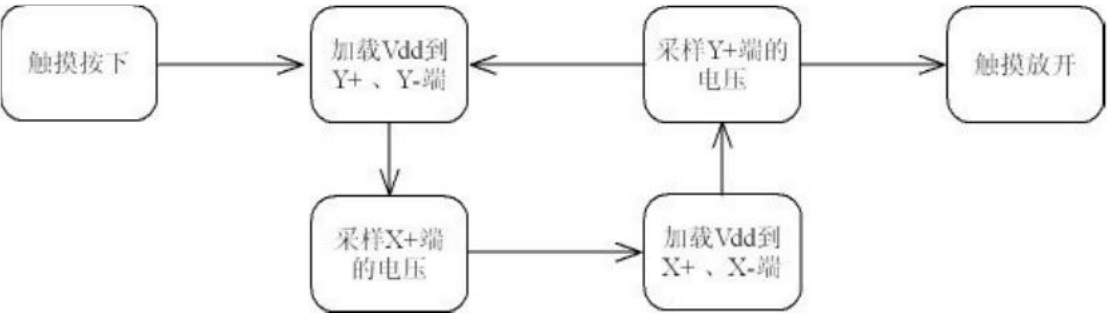 触摸按下
加载Vdd到
Y+ 、Y-端
采样Y+端的
电压
触摸放开
采样X+端
的电压
加载Vdd到
X+ 、X-端